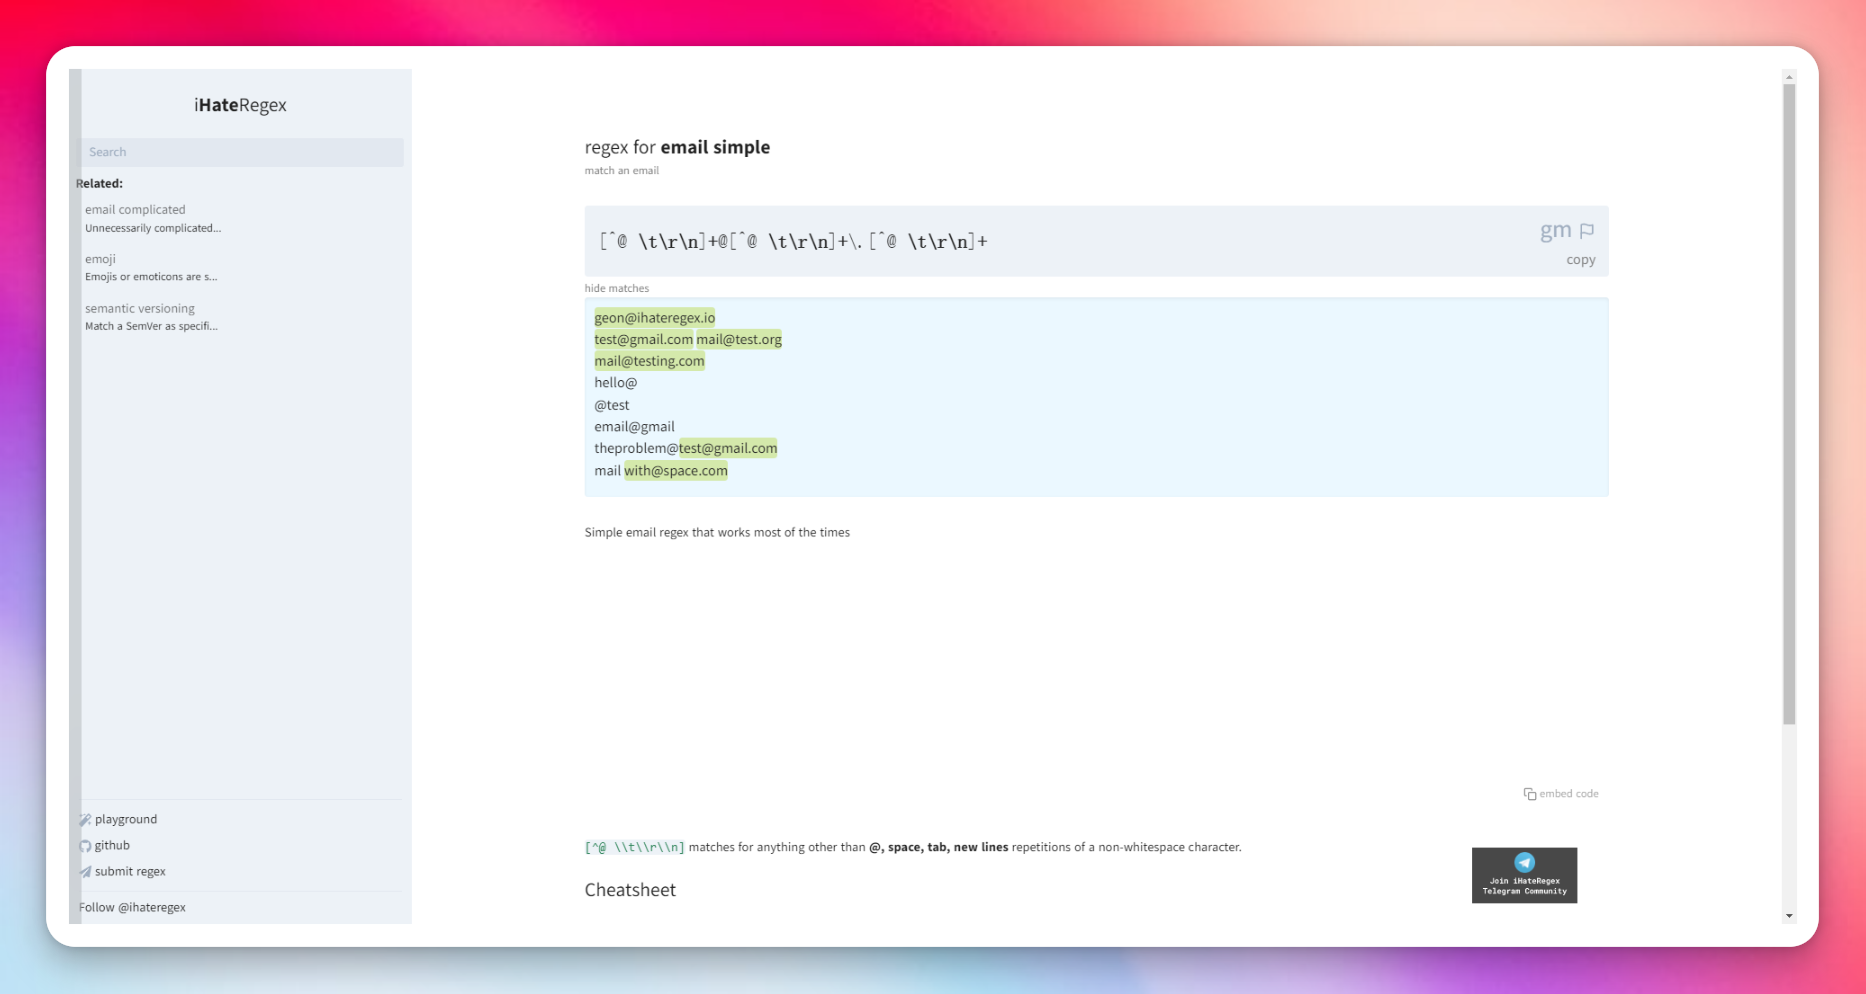 iHateRegex
Search
Related:
email complicated
Unnecessarily complicated...
emoji
Emojis or emoticons are s...
semantic versioning
Match a SemVer as specifi...
playground
github
submit regex
Follow @ihateregex
regex for email simple
match an email
[^@ \t\r\n]+@[^@ \t\r\n]+\.[^@ \t\r\n]+
gm
copy
hide matches
geon@ihateregex.io
test@gmail.com mail@test.org
mail@testing.com
hello@
@test
email@gmail
theproblem@test@gmail.com
mail with@space.com
Simple email regex that works most of the times
embed code
[^@ \\t\\r\\n] matches for anything other than @, space, tab, new lines repetitions of a non-whitespace character.
Cheatsheet
Join iHateRegex
Telegram Community